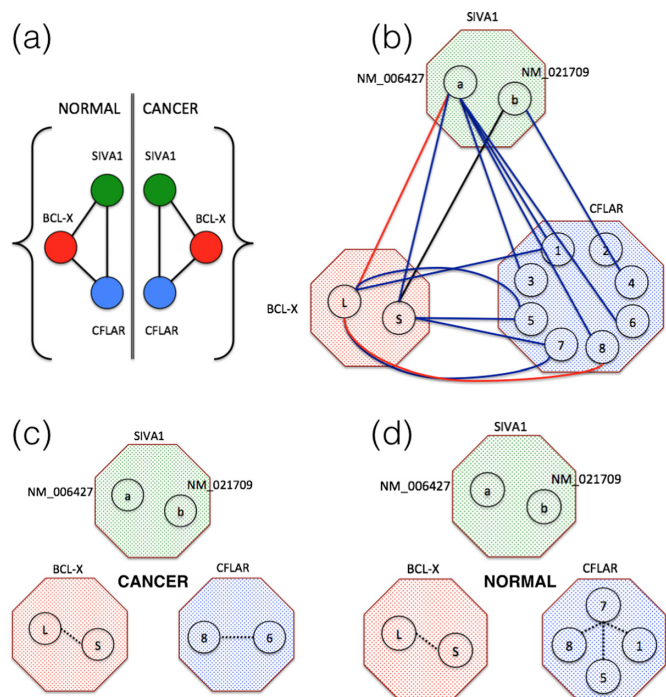 (a)
NORMAL CANCER
SIVA1 SIVA1
BCL-X BCL-X
CFLAR CFLAR
(b)
SIVA1
NM_006427 NM_021709
a b
CFLAR
1 2
3 4
BCL-X
L S
5 6
7 8
(c)
SIVA1
NM_006427 NM_021709
a b
BCL-X CFLAR
CANCER
L S
8 6
(d)
SIVA1
NM_006427 NM_021709
a b
BCL-X CFLAR
NORMAL
L S
7
8 1
5